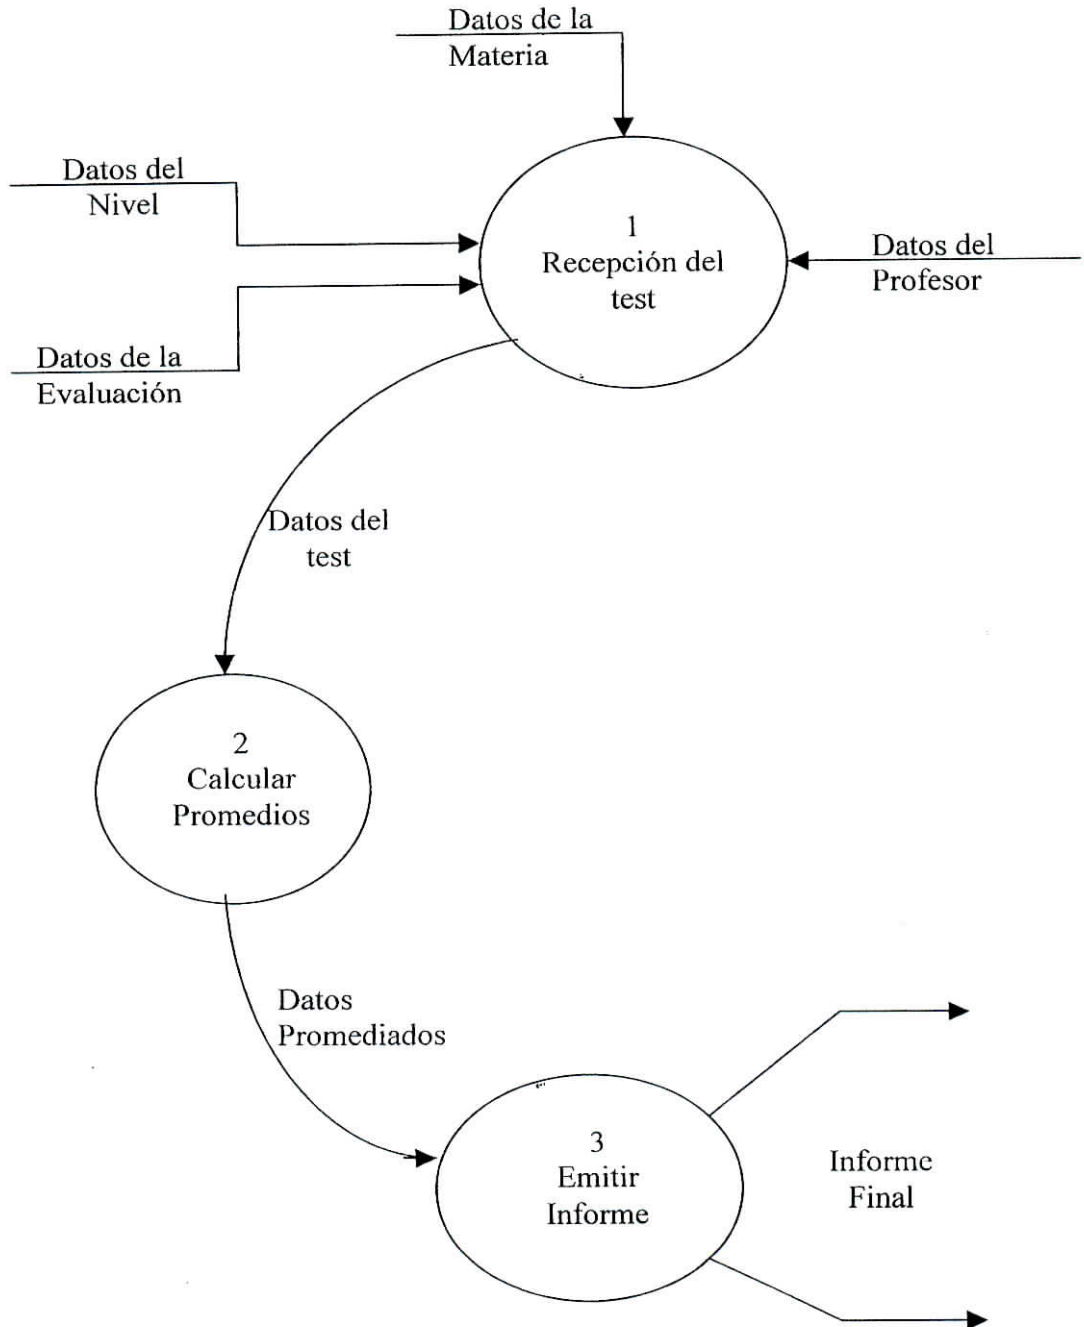 Datos de la
Materia
Datos del
Nivel
1
Recepción del
test
Datos del
Profesor
Datos de la
Evaluación
Datos del
test
2
Calcular
Promedios
Datos
Promediados
3
Emitir
Informe
Informe
Final